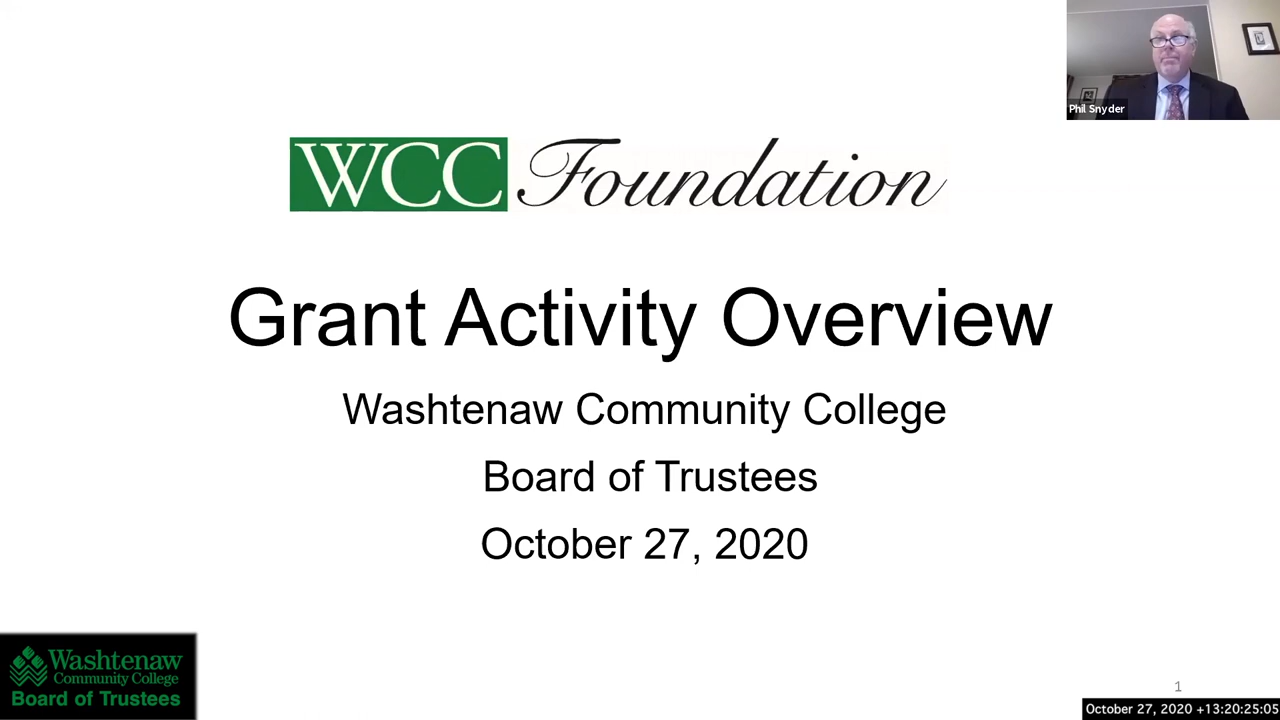 Phil Snyder
WCC Foundation
Grant Activity Overview
Washtenaw Community College
Board of Trustees
October 27, 2020
Washtenaw
Community College
Board of Trustees
1
October 27, 2020 +13:20:25:05